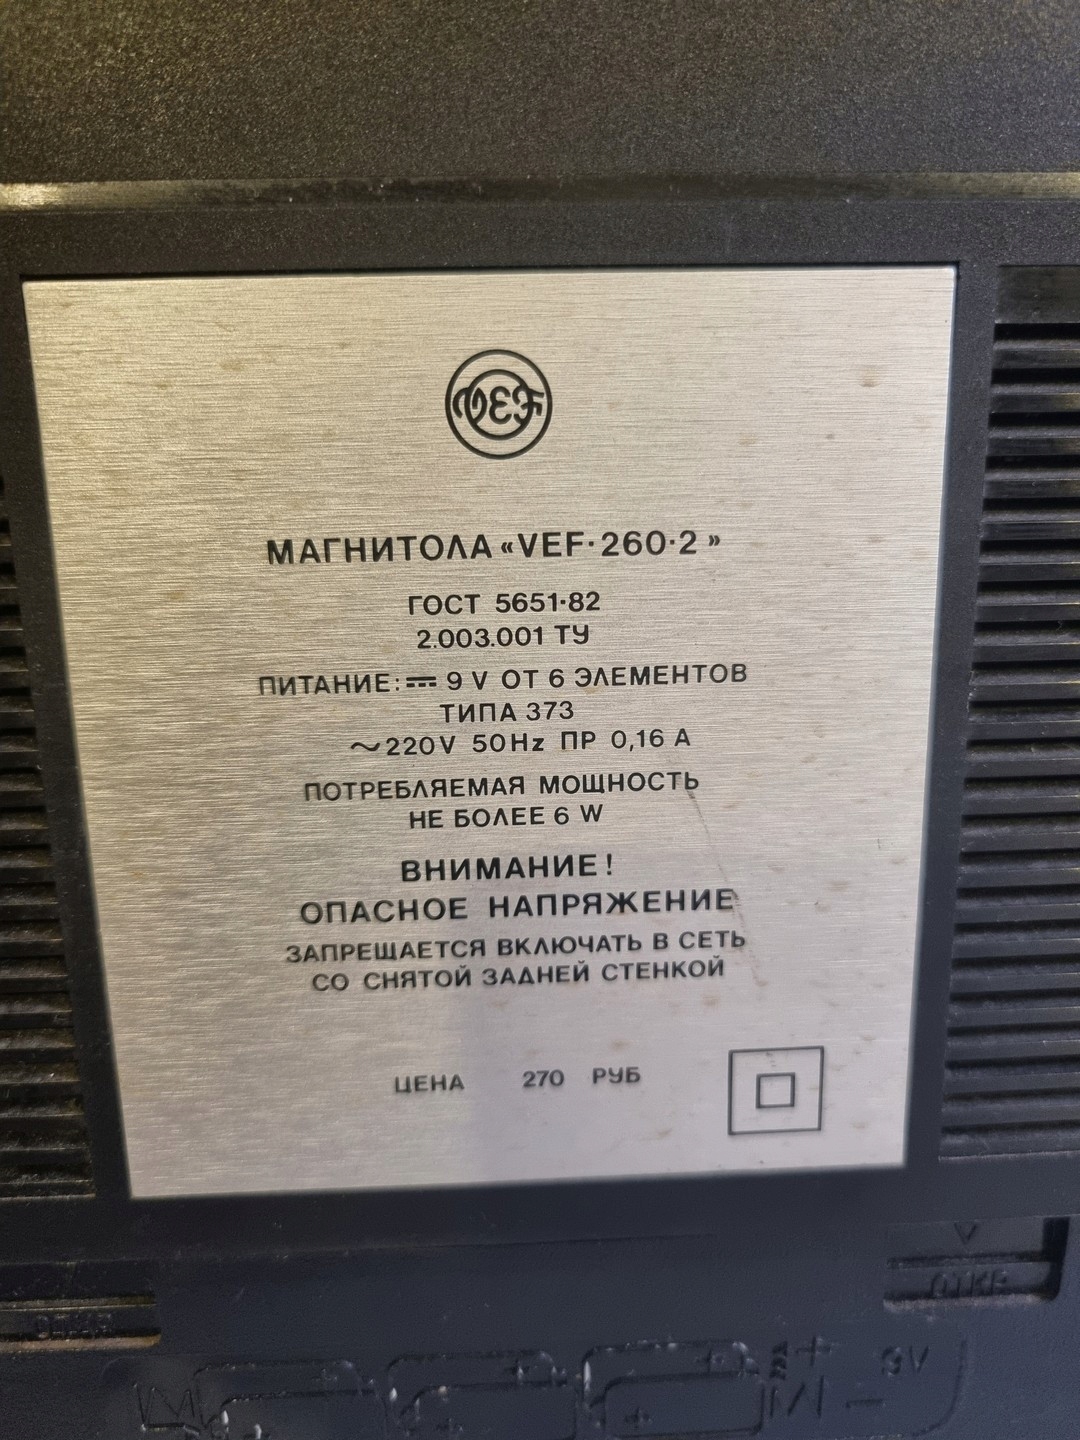 VEF
МАГНИТОЛА «VEF·260·2»
ГОСТ 5651·82
2.003.001 ТУ
ПИТАНИЕ: ⎓ 9 V ОТ 6 ЭЛЕМЕНТОВ
ТИПА 373
~220V 50Hz ПР 0,16 А
ПОТРЕБЛЯЕМАЯ МОЩНОСТЬ
НЕ БОЛЕЕ 6 W
ВНИМАНИЕ!
ОПАСНОЕ НАПРЯЖЕНИЕ
ЗАПРЕЩАЕТСЯ ВКЛЮЧАТЬ В СЕТЬ
СО СНЯТОЙ ЗАДНЕЙ СТЕНКОЙ
ЦЕНА 270 РУБ
ОТКР
+ 9V −